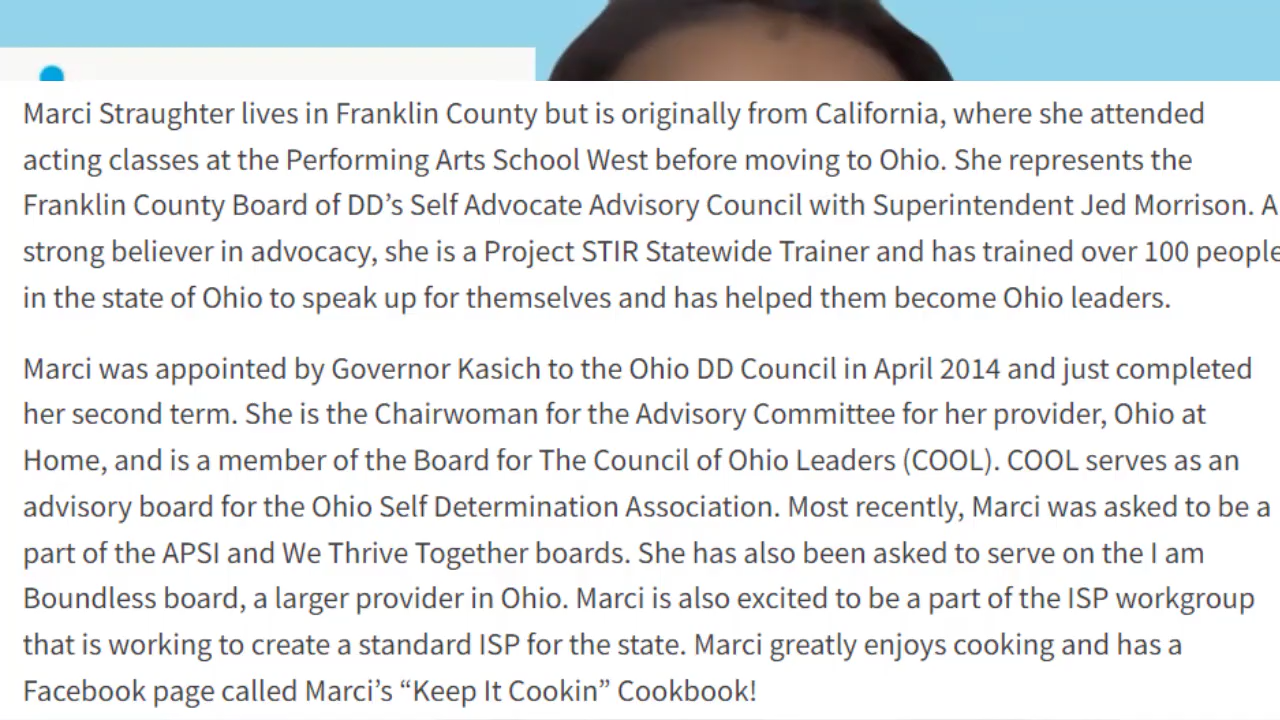 Marci Straughter lives in Franklin County but is originally from California, where she attended
acting classes at the Performing Arts School West before moving to Ohio. She represents the
Franklin County Board of DD’s Self Advocate Advisory Council with Superintendent Jed Morrison. A
strong believer in advocacy, she is a Project STIR Statewide Trainer and has trained over 100 people
in the state of Ohio to speak up for themselves and has helped them become Ohio leaders.
Marci was appointed by Governor Kasich to the Ohio DD Council in April 2014 and just completed
her second term. She is the Chairwoman for the Advisory Committee for her provider, Ohio at
Home, and is a member of the Board for The Council of Ohio Leaders (COOL). COOL serves as an
advisory board for the Ohio Self Determination Association. Most recently, Marci was asked to be a
part of the APSI and We Thrive Together boards. She has also been asked to serve on the I am
Boundless board, a larger provider in Ohio. Marci is also excited to be a part of the ISP workgroup
that is working to create a standard ISP for the state. Marci greatly enjoys cooking and has a
Facebook page called Marci’s “Keep It Cookin” Cookbook!